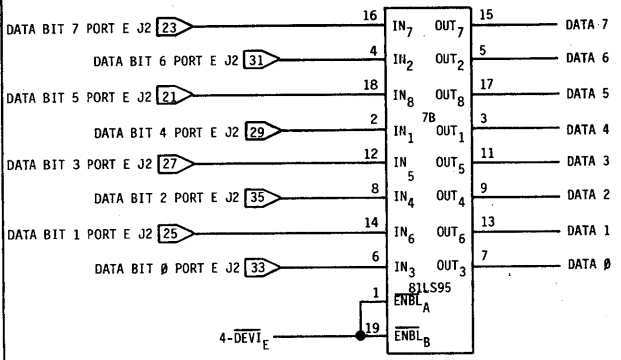 DATA BIT 7 PORT E J2 23 16 IN7 OUT7 15 DATA 7
DATA BIT 6 PORT E J2 31 4 IN2 OUT2 5 DATA 6
DATA BIT 5 PORT E J2 21 18 IN8 OUT8 17 DATA 5
7B
DATA BIT 4 PORT E J2 29 2 IN1 OUT1 3 DATA 4
DATA BIT 3 PORT E J2 27 12 IN5 OUT5 11 DATA 3
DATA BIT 2 PORT E J2 35 8 IN4 OUT4 9 DATA 2
DATA BIT 1 PORT E J2 25 14 IN6 OUT6 13 DATA 1
DATA BIT Ø PORT E J2 33 6 IN3 OUT3 7 DATA Ø
81LS95
1 ENBLA
4-DEVIE 19 ENBLB